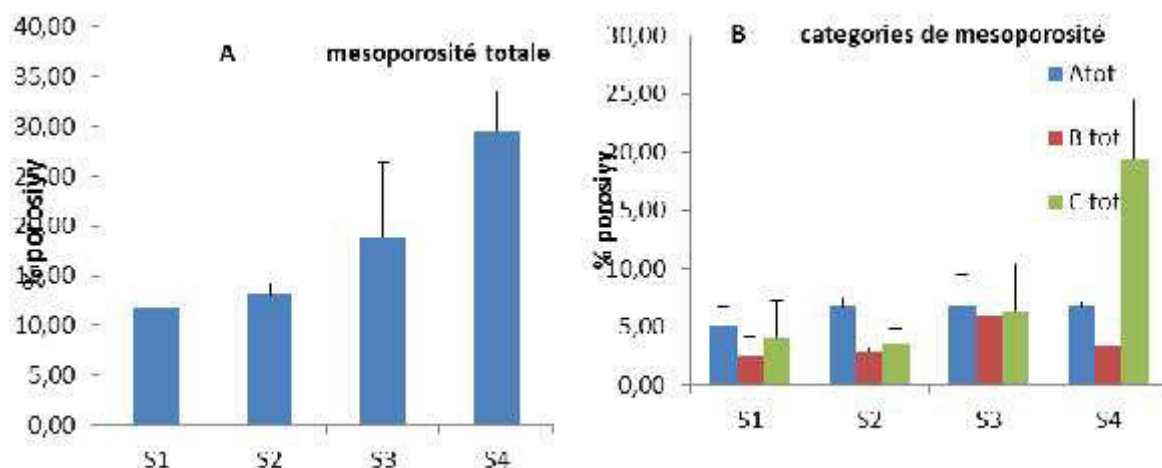 A mesoporosité totale
40,00
35,00
30,00
25,00
20,00
15,00
10,00
5,00
0,00
% porosiyy
S1 S2 S3 S4
B categories de mesoporosité
30,00
25,00
20,00
15,00
10,00
5,00
0,00
% porosiyy
Atot
B tot
C tot
S1 S2 S3 S4